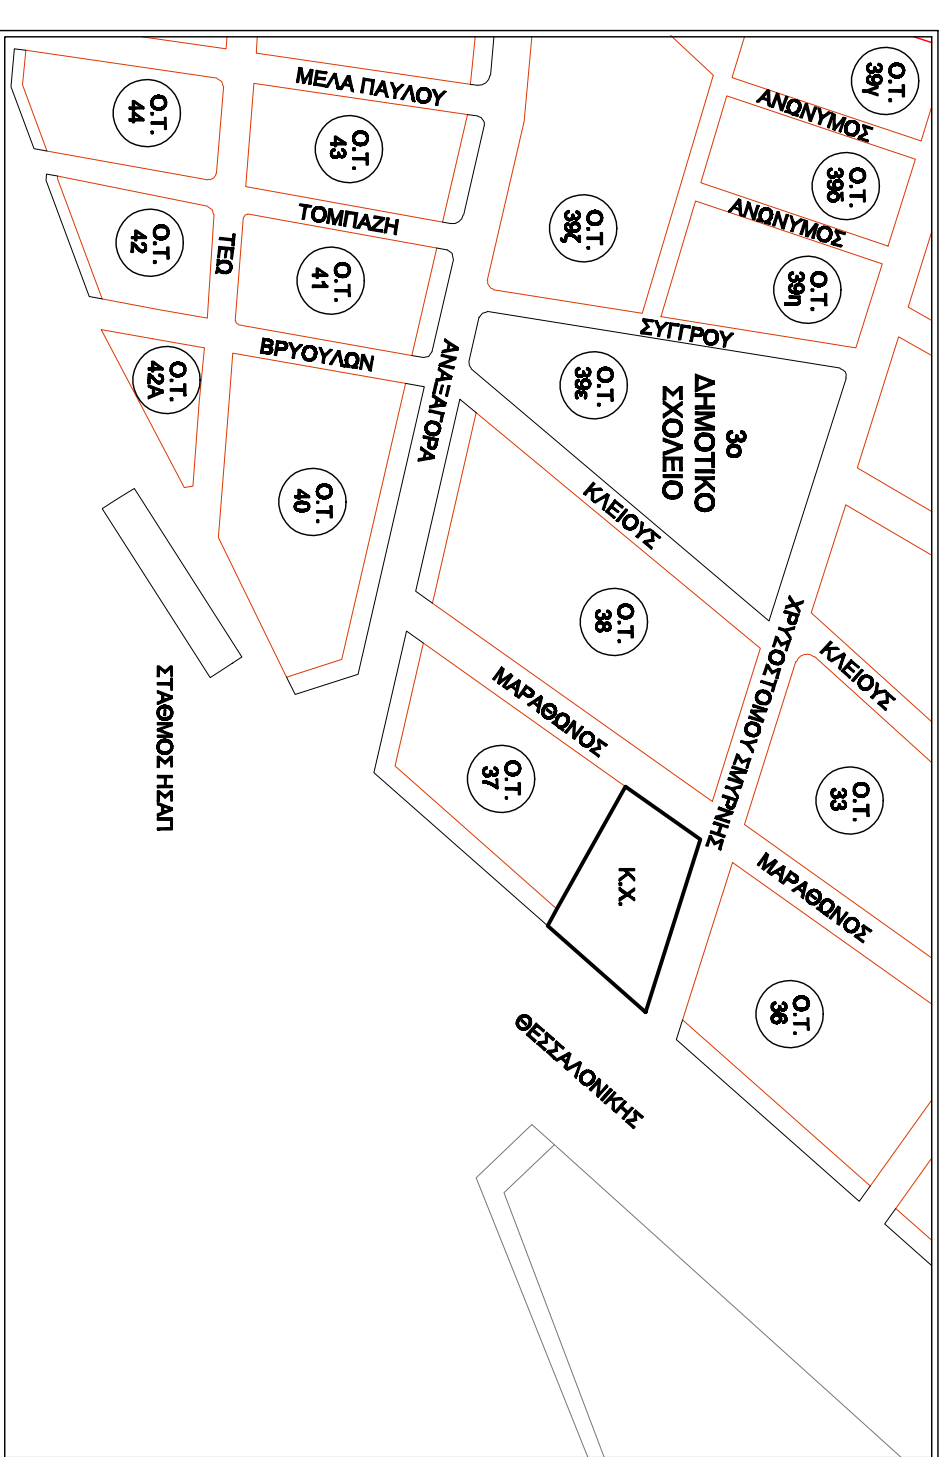 Ο.Τ.
39γ
ΑΝΩΝΥΜΟΣ
Ο.Τ.
39δ
ΑΝΩΝΥΜΟΣ
Ο.Τ.
39η
ΜΕΛΑ ΠΑΥΛΟΥ
Ο.Τ.
44
Ο.Τ.
43
ΤΟΜΠΑΖΗ
Ο.Τ.
39ζ
Ο.Τ.
42
ΤΕΩ
Ο.Τ.
41
ΣΥΓΓΡΟΥ
ΒΡΥΟΥΛΩΝ
ΑΝΑΞΑΓΟΡΑ
Ο.Τ.
42Α
Ο.Τ.
39ε
3ο
ΔΗΜΟΤΙΚΟ
ΣΧΟΛΕΙΟ
Ο.Τ.
40
ΚΛΕΙΟΥΣ
Ο.Τ.
38
ΧΡΥΣΟΣΤΟΜΟΥ ΣΜΥΡΝΗΣ
ΚΛΕΙΟΥΣ
ΣΤΑΘΜΟΣ ΗΣΑΠ
ΜΑΡΑΘΩΝΟΣ
Ο.Τ.
37
Ο.Τ.
33
Κ.Χ.
ΜΑΡΑΘΩΝΟΣ
Ο.Τ.
36
ΘΕΣΣΑΛΟΝΙΚΗΣ